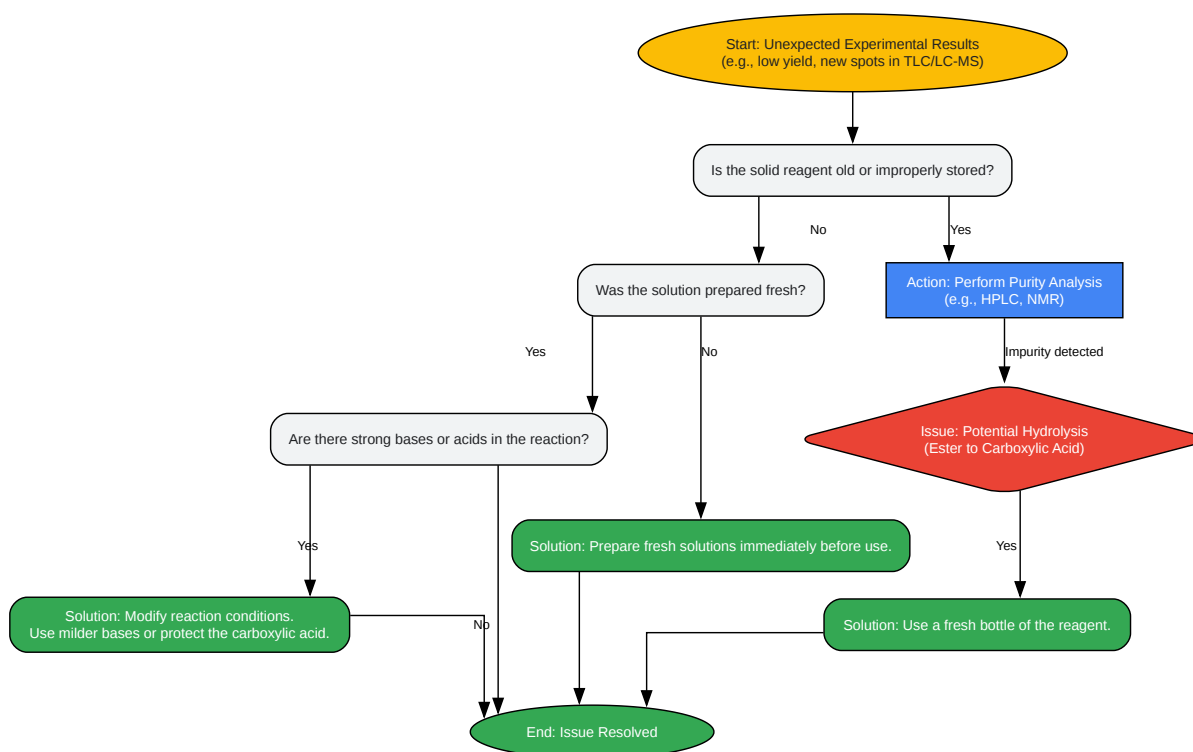 Start: Unexpected Experimental Results
(e.g., low yield, new spots in TLC/LC-MS)
Is the solid reagent old or improperly stored?
No
Yes
Was the solution prepared fresh?
Action: Perform Purity Analysis
(e.g., HPLC, NMR)
Yes
No
Impurity detected
Are there strong bases or acids in the reaction?
Issue: Potential Hydrolysis
(Ester to Carboxylic Acid)
Yes
Solution: Prepare fresh solutions immediately before use.
Yes
Solution: Modify reaction conditions.
Use milder bases or protect the carboxylic acid.
No
Solution: Use a fresh bottle of the reagent.
End: Issue Resolved